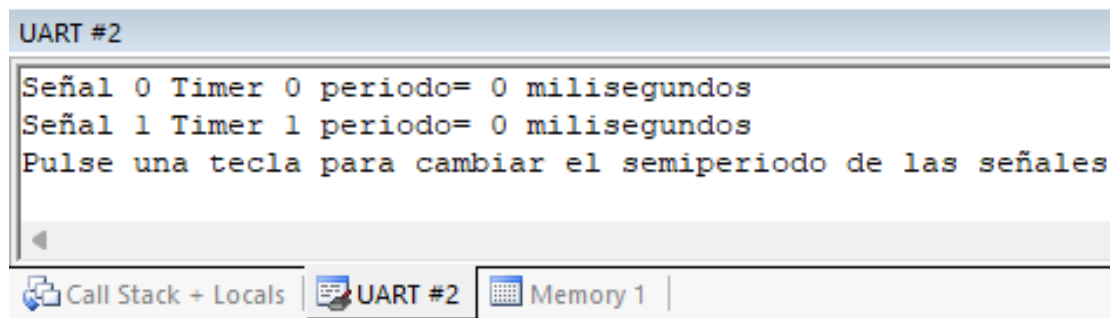 UART #2
Señal 0 Timer 0 periodo= 0 milisegundos
Señal 1 Timer 1 periodo= 0 milisegundos
Pulse una tecla para cambiar el semiperiodo de las señales
Call Stack + Locals UART #2 Memory 1